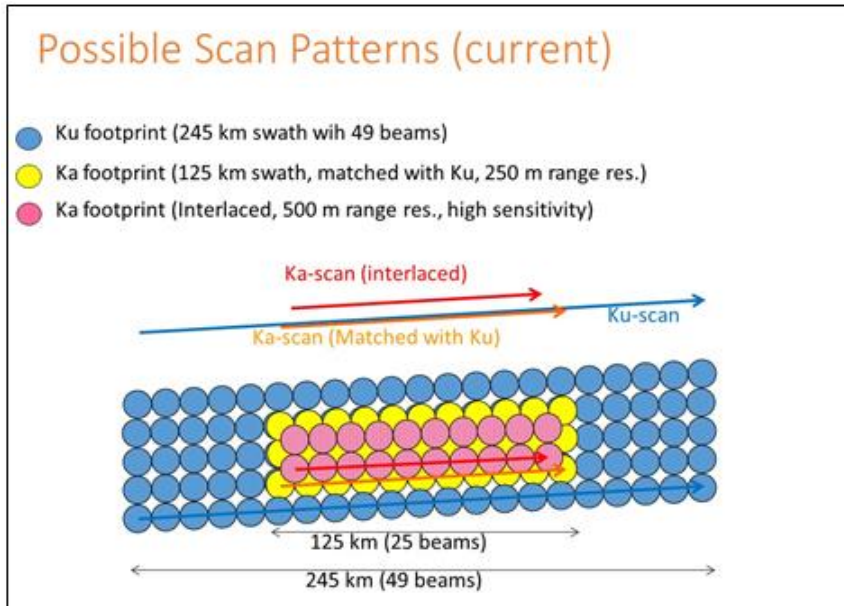 Possible Scan Patterns (current)
Ku footprint (245 km swath wih 49 beams)
Ka footprint (125 km swath, matched with Ku, 250 m range res.)
Ka footprint (Interlaced, 500 m range res., high sensitivity)
Ka-scan (interlaced)
Ku-scan
Ka-scan (Matched with Ku)
125 km (25 beams)
245 km (49 beams)